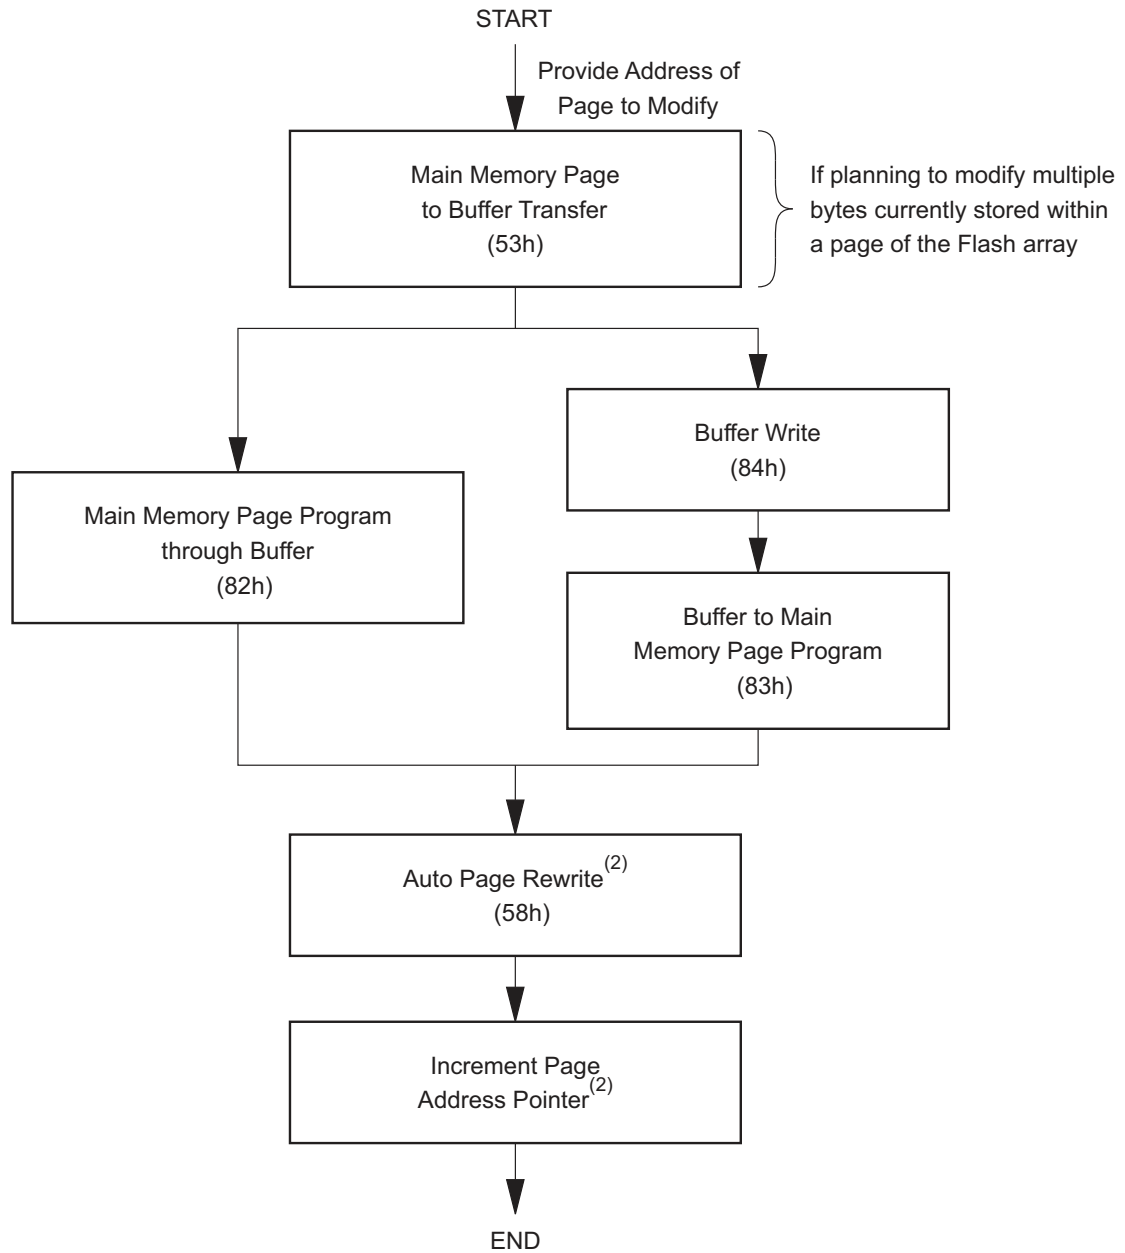 START
Provide Address of
Page to Modify
Main Memory Page
to Buffer Transfer
(53h)
If planning to modify multiple
bytes currently stored within
a page of the Flash array
Buffer Write
(84h)
Main Memory Page Program
through Buffer
(82h)
Buffer to Main
Memory Page Program
(83h)
Auto Page Rewrite(2)
(58h)
Increment Page
Address Pointer(2)
END